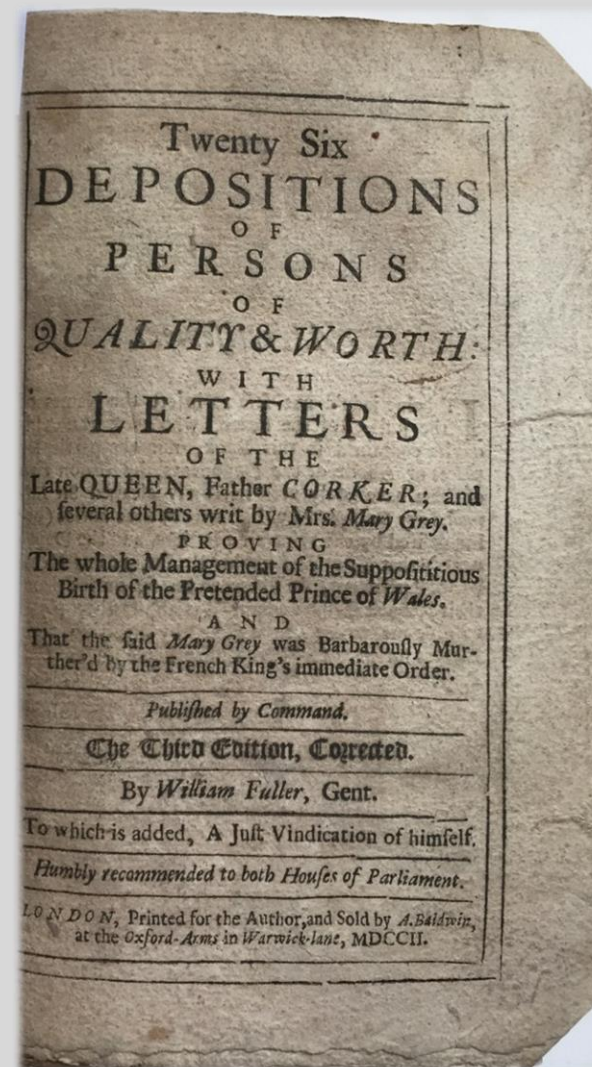 Twenty Six
DEPOSITIONS
OF
PERSONS
OF
QUALITY & WORTH:
WITH
LETTERS
OF THE
Late QUEEN, Father CORKER; and
ſeveral others writ by Mrs. Mary Grey.
PROVING
The whole Management of the Suppoſititious
Birth of the Pretended Prince of Wales.
AND
That the ſaid Mary Grey was Barbarouſly Mur-
ther'd by the French King's immediate Order.
Publiſhed by Command.
The Third Edition, Corrected.
By William Fuller, Gent.
To which is added, A Juſt Vindication of himſelf.
Humbly recommended to both Houſes of Parliament.
LONDON, Printed for the Author, and Sold by A. Baldwin,
at the Oxford-Arms in Warwick-lane, MDCCII.